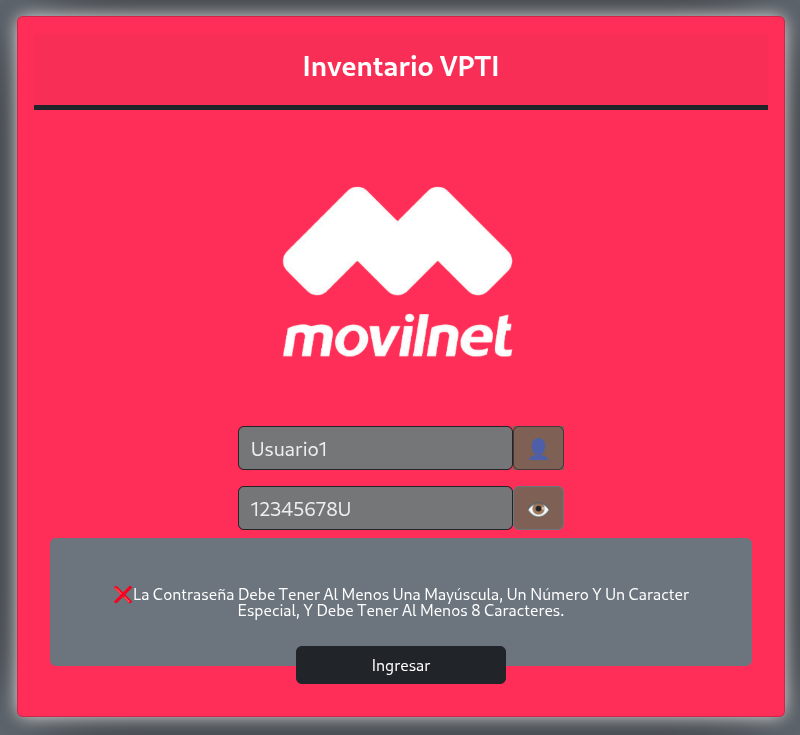 Inventario VPTI
movilnet
Usuario1
12345678U
❌La Contraseña Debe Tener Al Menos Una Mayúscula, Un Número Y Un Caracter
Especial, Y Debe Tener Al Menos 8 Caracteres.
Ingresar